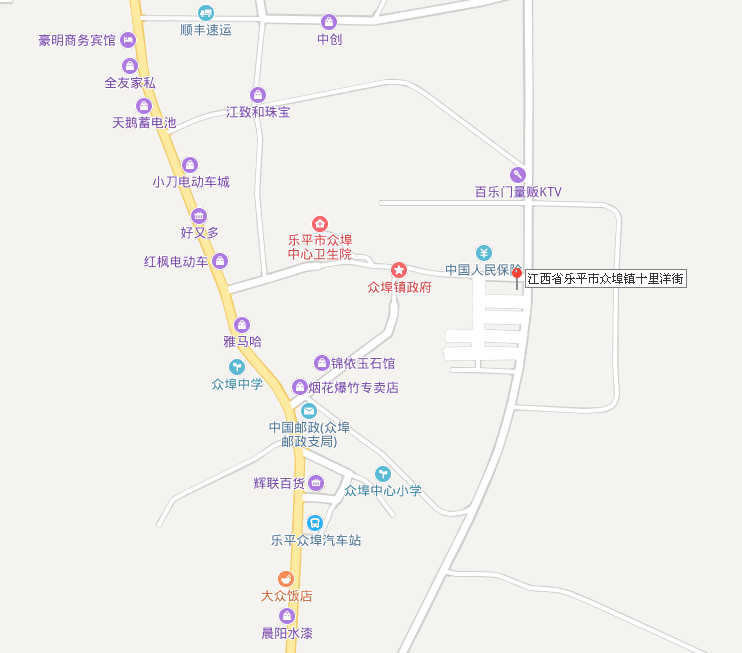 顺丰速运
中创
豪明商务宾馆
全友家私
天鹅蓄电池
江致和珠宝
小刀电动车城
百乐门量贩KTV
好又多
乐平市众埠
中心卫生院
红枫电动车
中国人民保险
江西省乐平市众埠镇十里洋街
众埠镇政府
雅马哈
锦依玉石馆
众埠中学
烟花爆竹专卖店
中国邮政(众埠
邮政支局)
辉联百货
众埠中心小学
乐平众埠汽车站
大众饭店
晨阳水漆